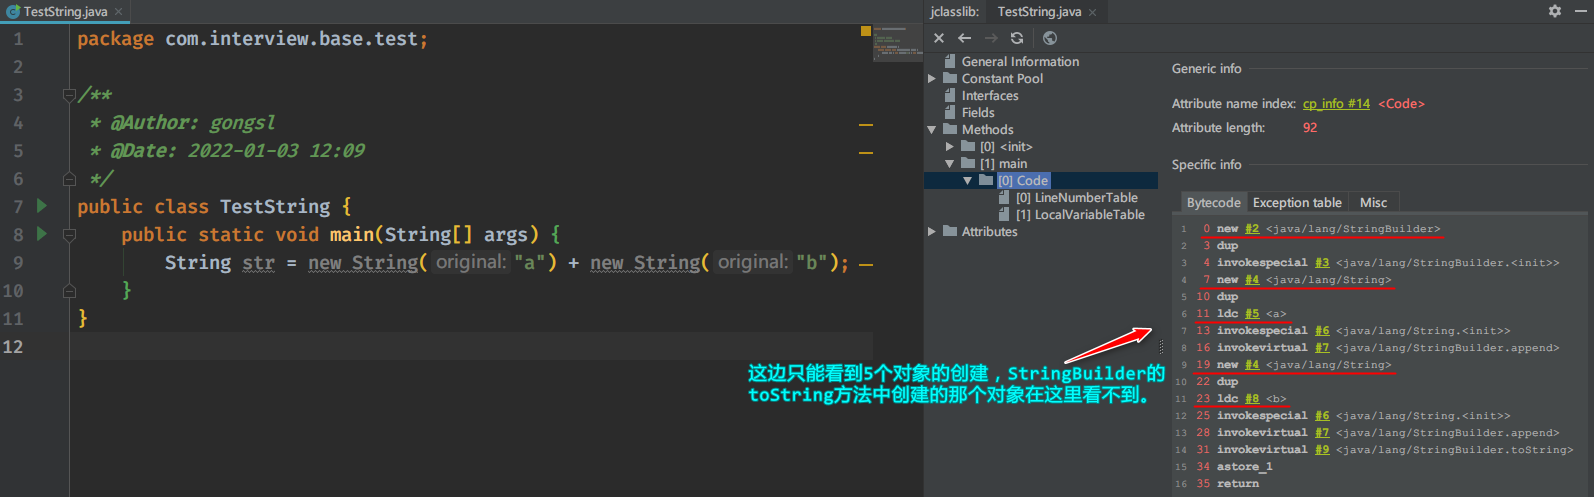 TestString.java
1 package com.interview.base.test;
2
3 /**
4 * @Author: gongsl
5 * @Date: 2022-01-03 12:09
6 */
7 public class TestString {
8 public static void main(String[] args) {
9 String str = new String( original: "a") + new String( original: "b");
10 }
11 }
12
这边只能看到5个对象的创建，StringBuilder的
toString方法中创建的那个对象在这里看不到。
jclasslib: TestString.java
General Information
Constant Pool
Interfaces
Fields
Methods
[0] <init>
[1] main
[0] Code
[0] LineNumberTable
[1] LocalVariableTable
Attributes
Generic info
Attribute name index: cp_info #14 <Code>
Attribute length: 92
Specific info
Bytecode Exception table Misc
1 0 new #2 <java/lang/StringBuilder>
2 3 dup
3 4 invokespecial #3 <java/lang/StringBuilder.<init>>
4 7 new #4 <java/lang/String>
5 10 dup
6 11 ldc #5 <a>
7 13 invokespecial #6 <java/lang/String.<init>>
8 16 invokevirtual #7 <java/lang/StringBuilder.append>
9 19 new #4 <java/lang/String>
10 22 dup
11 23 ldc #8 <b>
12 25 invokespecial #6 <java/lang/String.<init>>
13 28 invokevirtual #7 <java/lang/StringBuilder.append>
14 31 invokevirtual #9 <java/lang/StringBuilder.toString>
15 34 astore_1
16 35 return